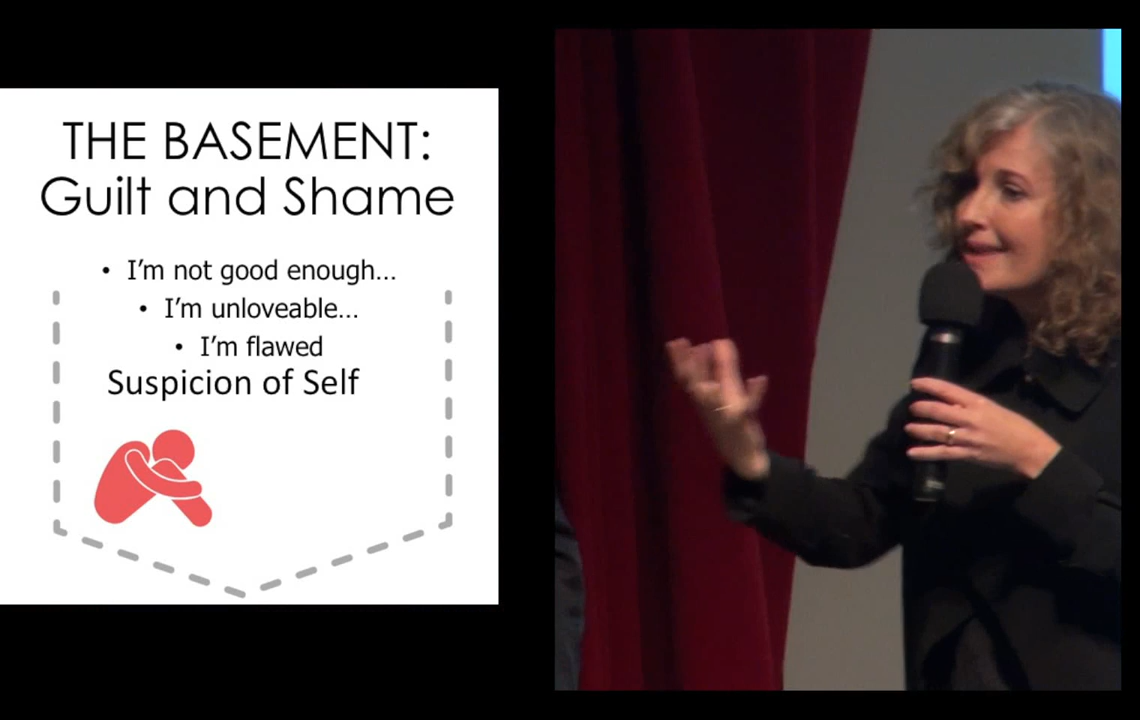 THE BASEMENT:
Guilt and Shame
• I'm not good enough…
• I'm unloveable…
• I'm flawed
Suspicion of Self